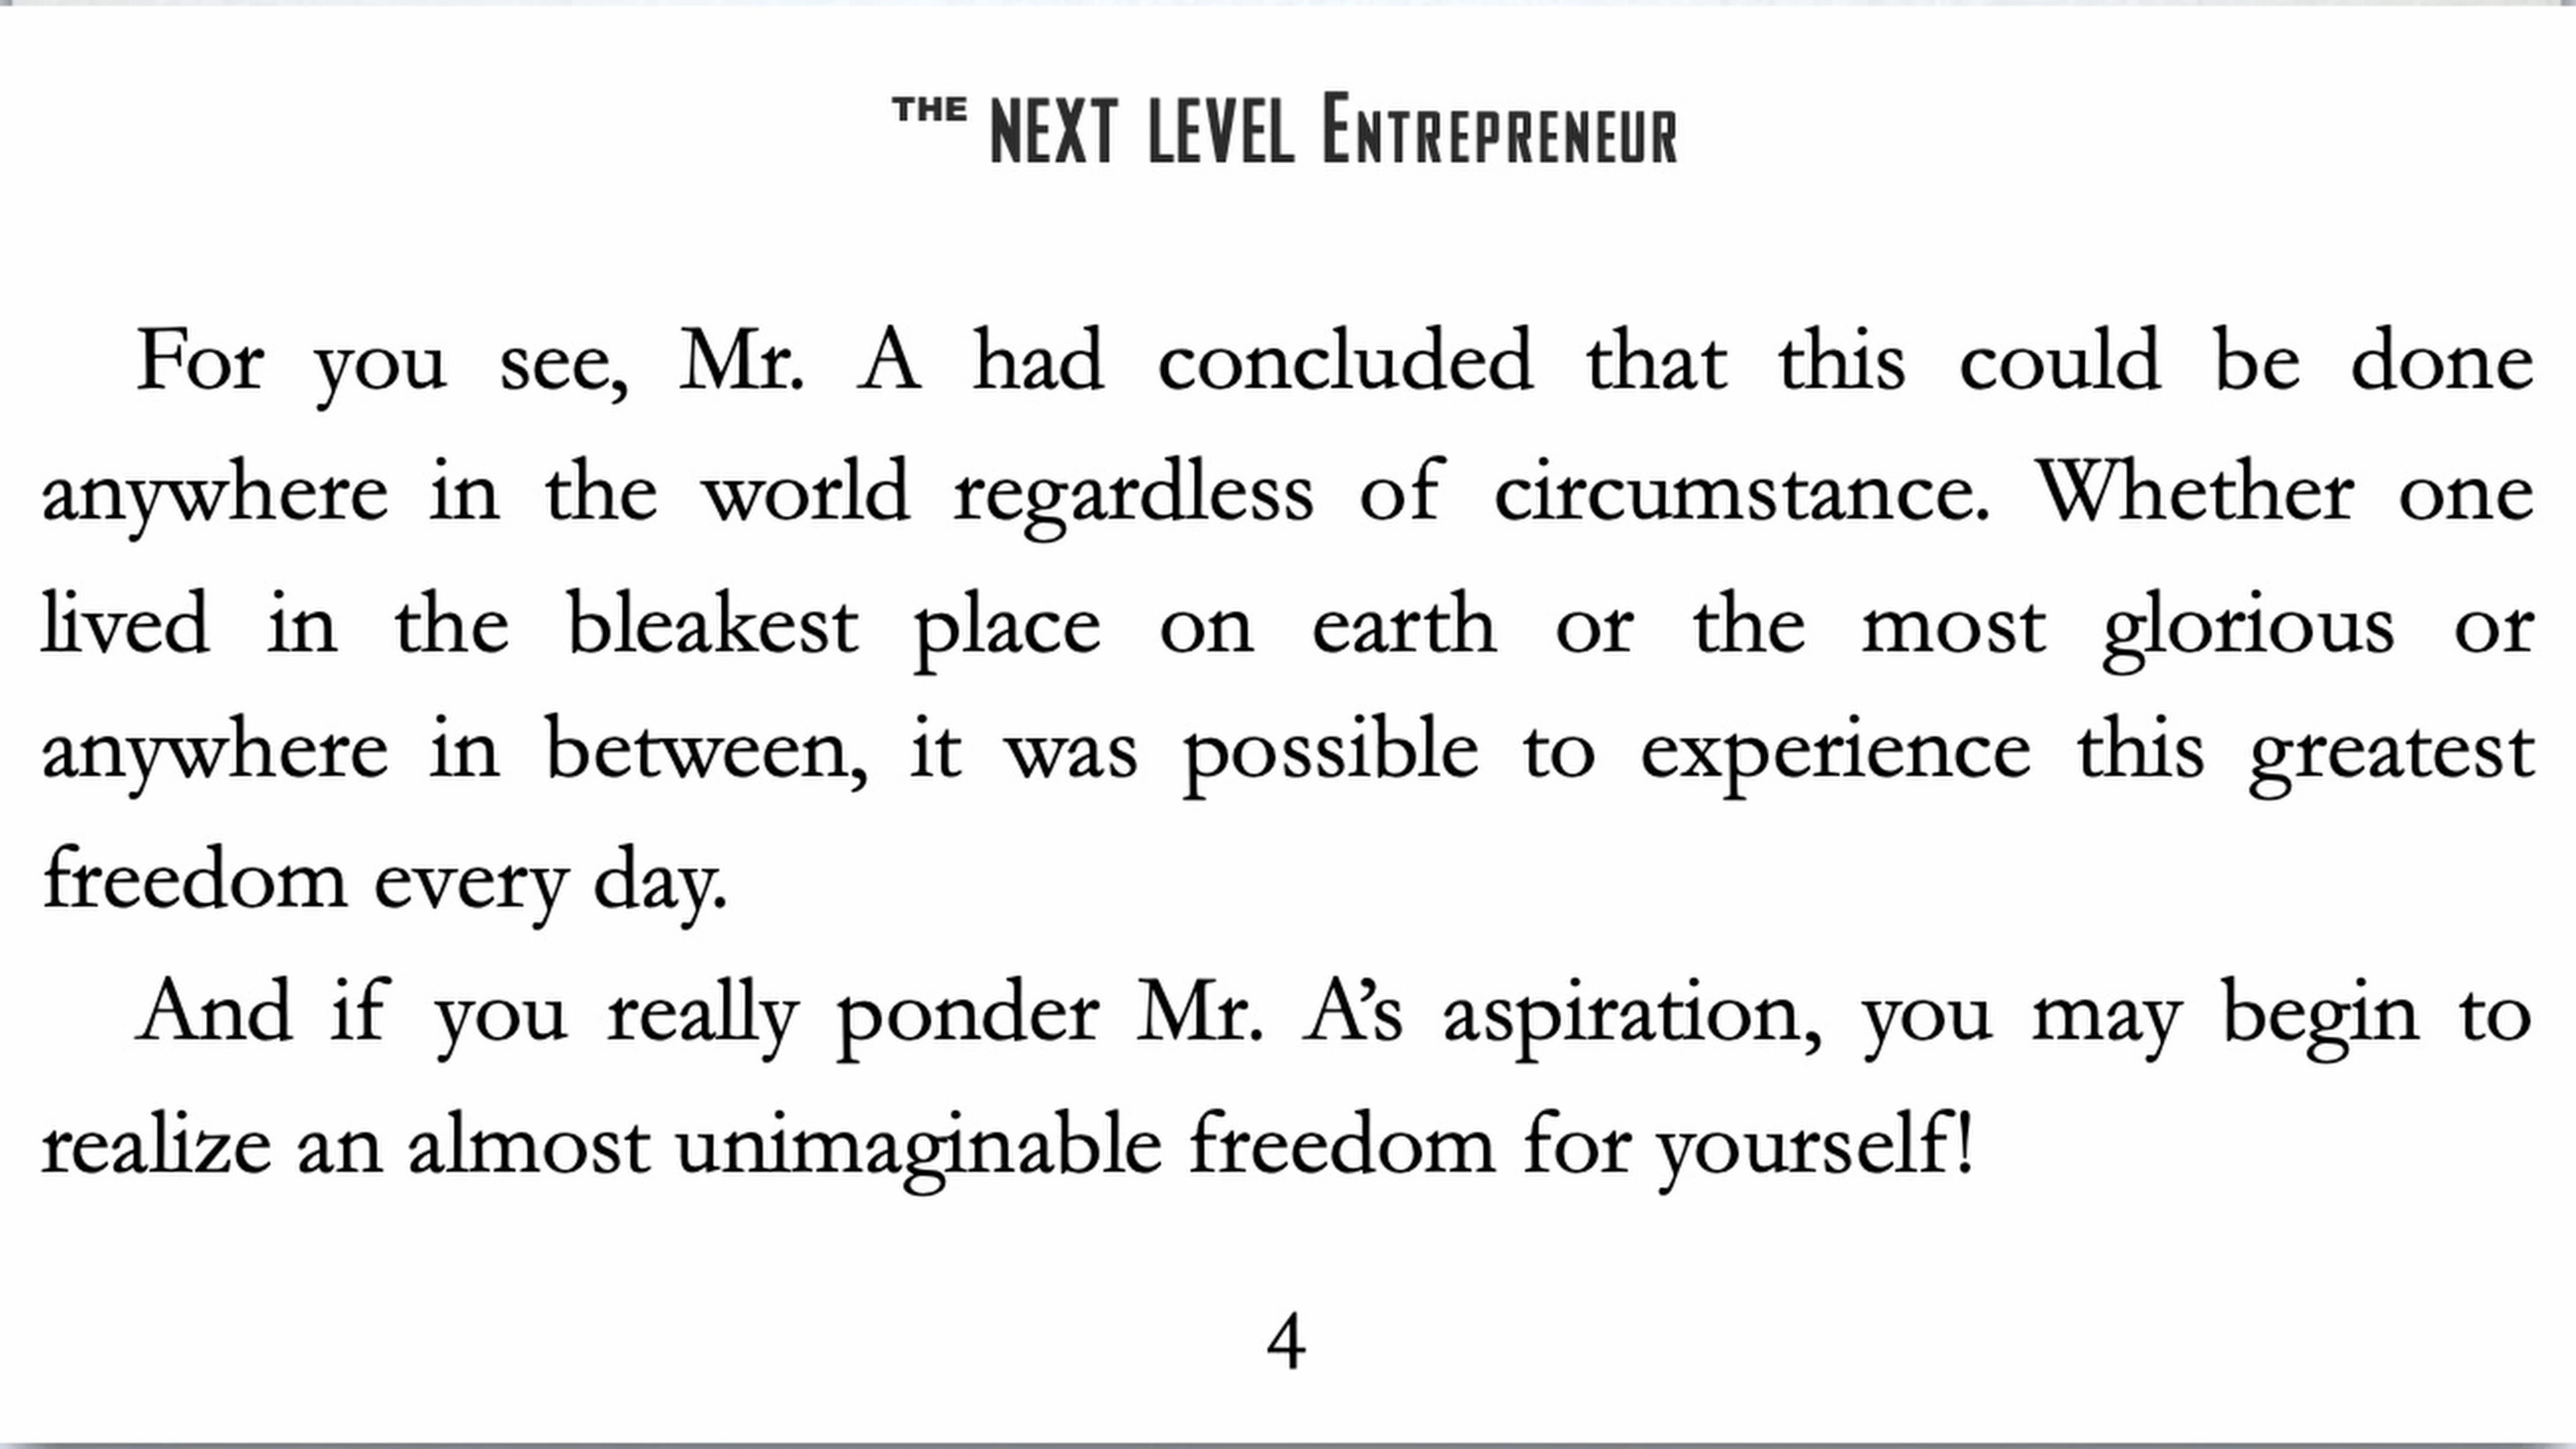 THE NEXT LEVEL ENTREPRENEUR
For you see, Mr. A had concluded that this could be done
anywhere in the world regardless of circumstance. Whether one
lived in the bleakest place on earth or the most glorious or
anywhere in between, it was possible to experience this greatest
freedom every day.
And if you really ponder Mr. A’s aspiration, you may begin to
realize an almost unimaginable freedom for yourself!
4